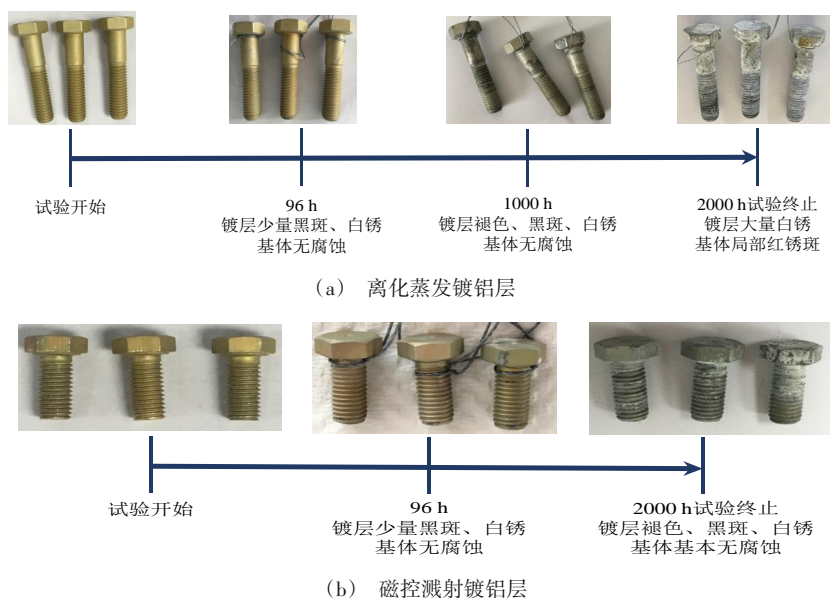 试验开始
96 h
镀层少量黑斑、白锈
基体无腐蚀
1000 h
镀层褪色、黑斑、白锈
基体无腐蚀
2000 h试验终止
镀层大量白锈
基体局部红锈斑
（a） 离化蒸发镀铝层
试验开始
96 h
镀层少量黑斑、白锈
基体无腐蚀
2000 h试验终止
镀层褪色、黑斑、白锈
基体基本无腐蚀
（b） 磁控溅射镀铝层